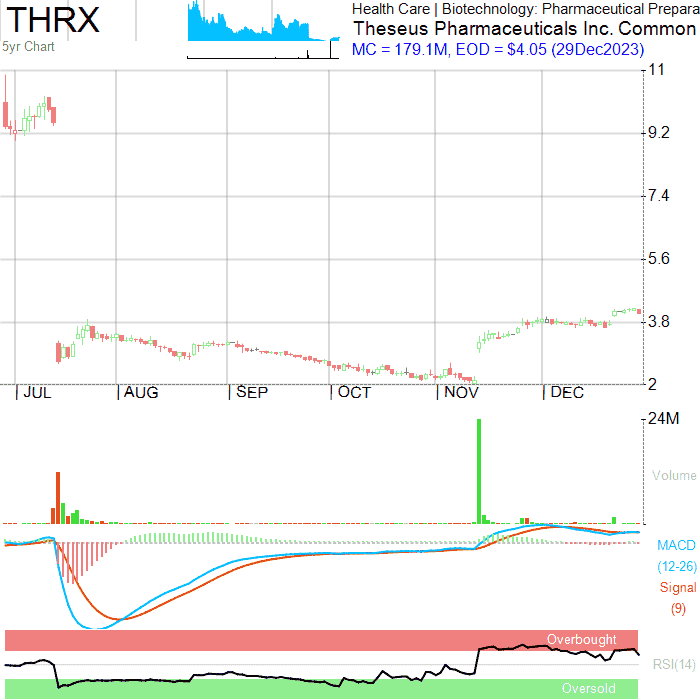 THRX
5yr Chart
Health Care | Biotechnology: Pharmaceutical Prepara
Theseus Pharmaceuticals Inc. Common
MC = 179.1M, EOD = $4.05 (29Dec2023)
11
9.2
7.4
5.6
3.8
2
JUL AUG SEP OCT NOV DEC
24M
Volume
MACD
(12-26)
Signal
(9)
Overbought
RSI(14)
Oversold